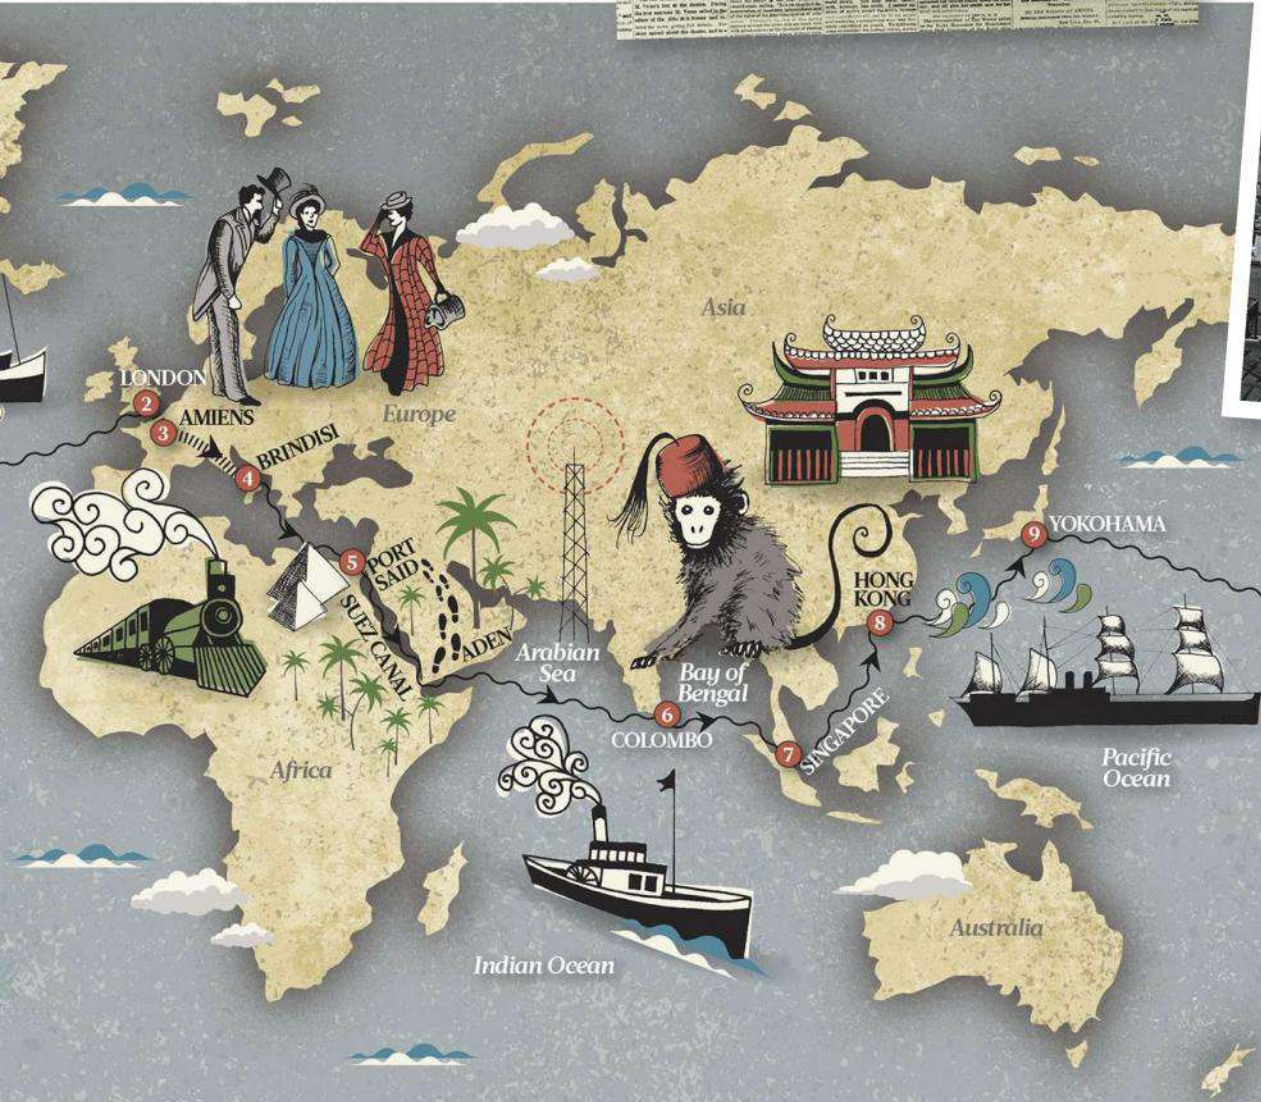 Asia
LONDON
2
3
AMIENS
Europe
BRINDISI
4
5
PORT
SAID
SUEZ CANAL
ADEN
Arabian
Sea
Bay of
Bengal
6
COLOMBO
7
SINGAPORE
HONG
KONG
8
9
YOKOHAMA
Pacific
Ocean
Africa
Indian Ocean
Australia